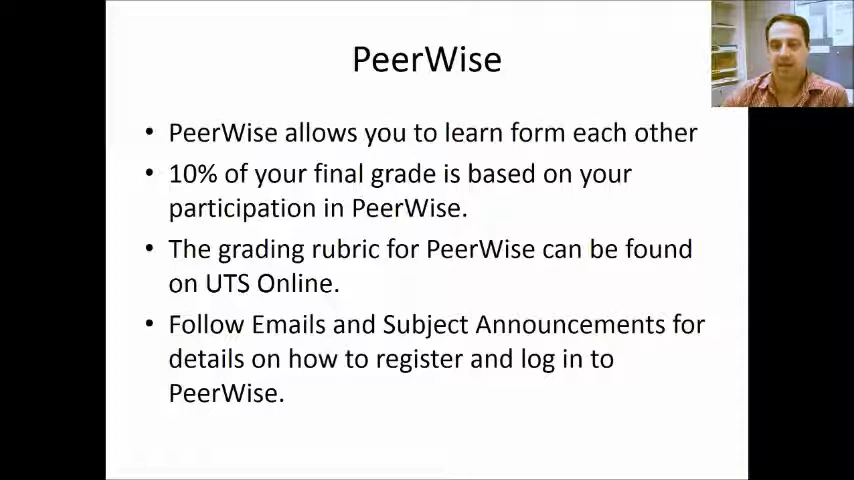 PeerWise
• PeerWise allows you to learn form each other
• 10% of your final grade is based on your
participation in PeerWise.
• The grading rubric for PeerWise can be found
on UTS Online.
• Follow Emails and Subject Announcements for
details on how to register and log in to
PeerWise.